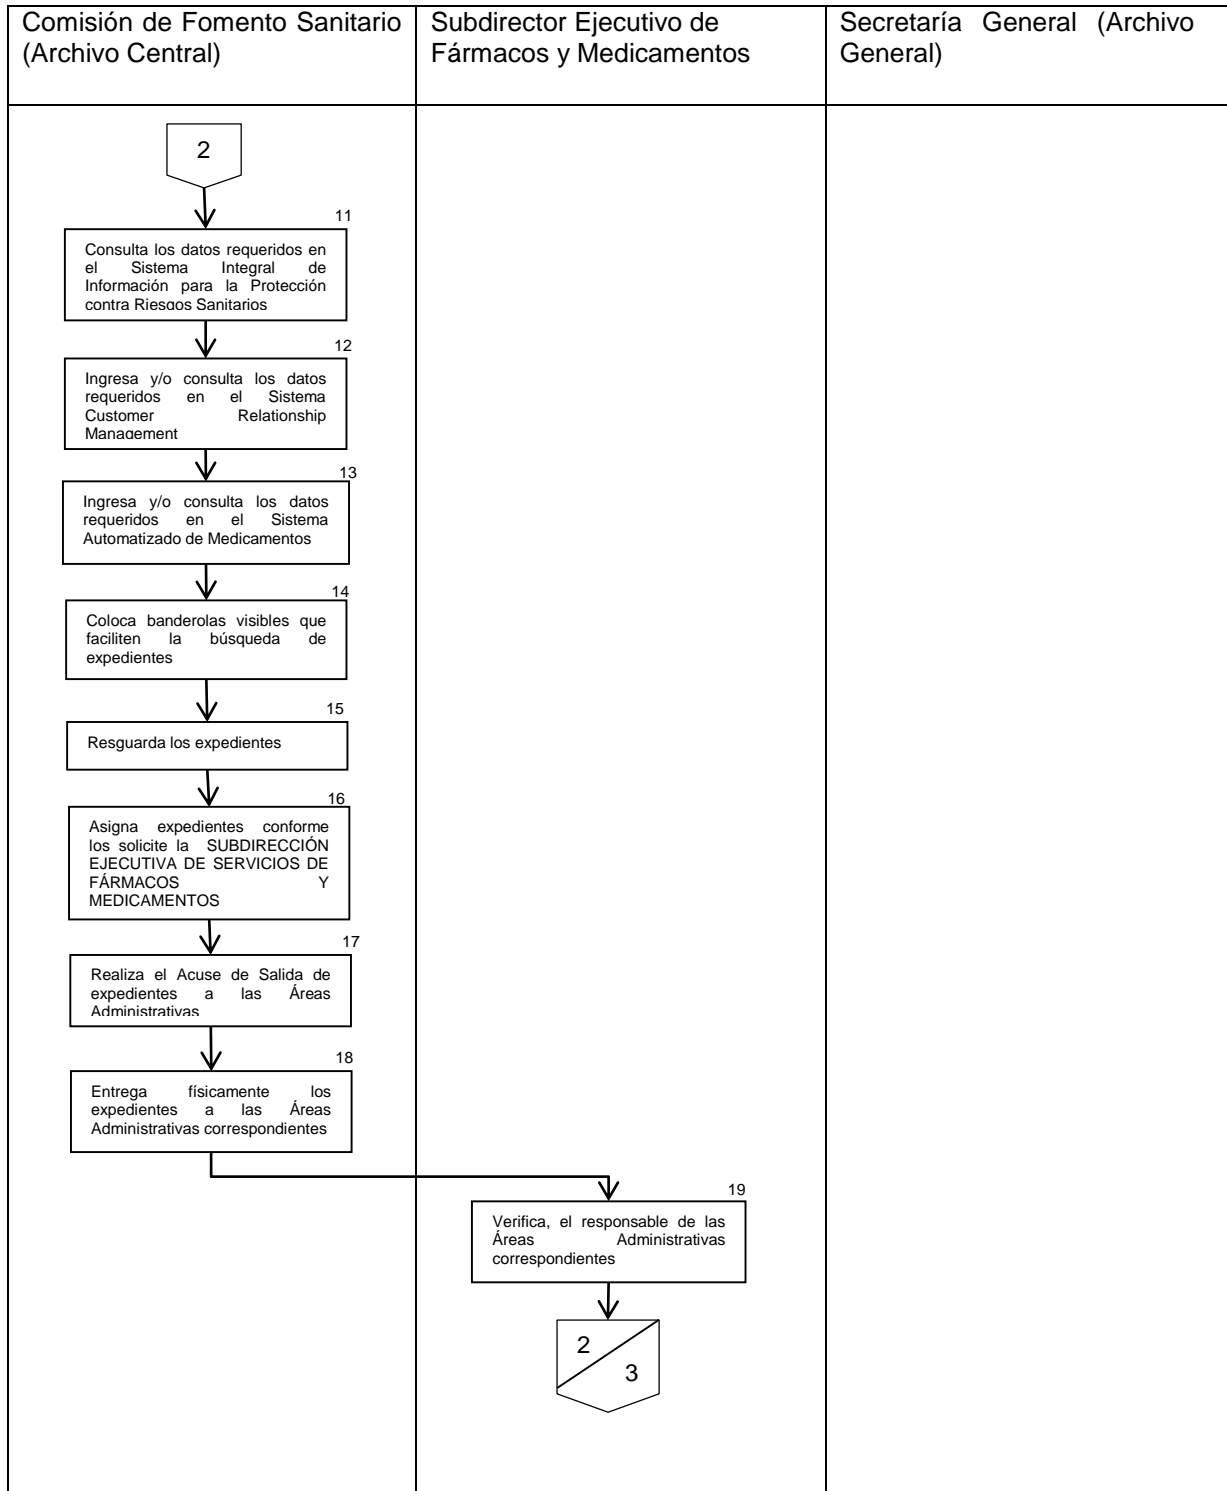 Comisión de Fomento Sanitario
(Archivo Central)
Subdirector Ejecutivo de
Fármacos y Medicamentos
Secretaría General (Archivo
General)
2
11
Consulta los datos requeridos en
el Sistema Integral de
Información para la Protección
contra Riesgos Sanitarios
12
Ingresa y/o consulta los datos
requeridos en el Sistema
Customer Relationship
Management
13
Ingresa y/o consulta los datos
requeridos en el Sistema
Automatizado de Medicamentos
14
Coloca banderolas visibles que
faciliten la búsqueda de
expedientes
15
Resguarda los expedientes
16
Asigna expedientes conforme
los solicite la SUBDIRECCIÓN
EJECUTIVA DE SERVICIOS DE
FÁRMACOS Y
MEDICAMENTOS
17
Realiza el Acuse de Salida de
expedientes a las Áreas
Administrativas
18
Entrega físicamente los
expedientes a las Áreas
Administrativas correspondientes
19
Verifica, el responsable de las
Áreas Administrativas
correspondientes
2
3